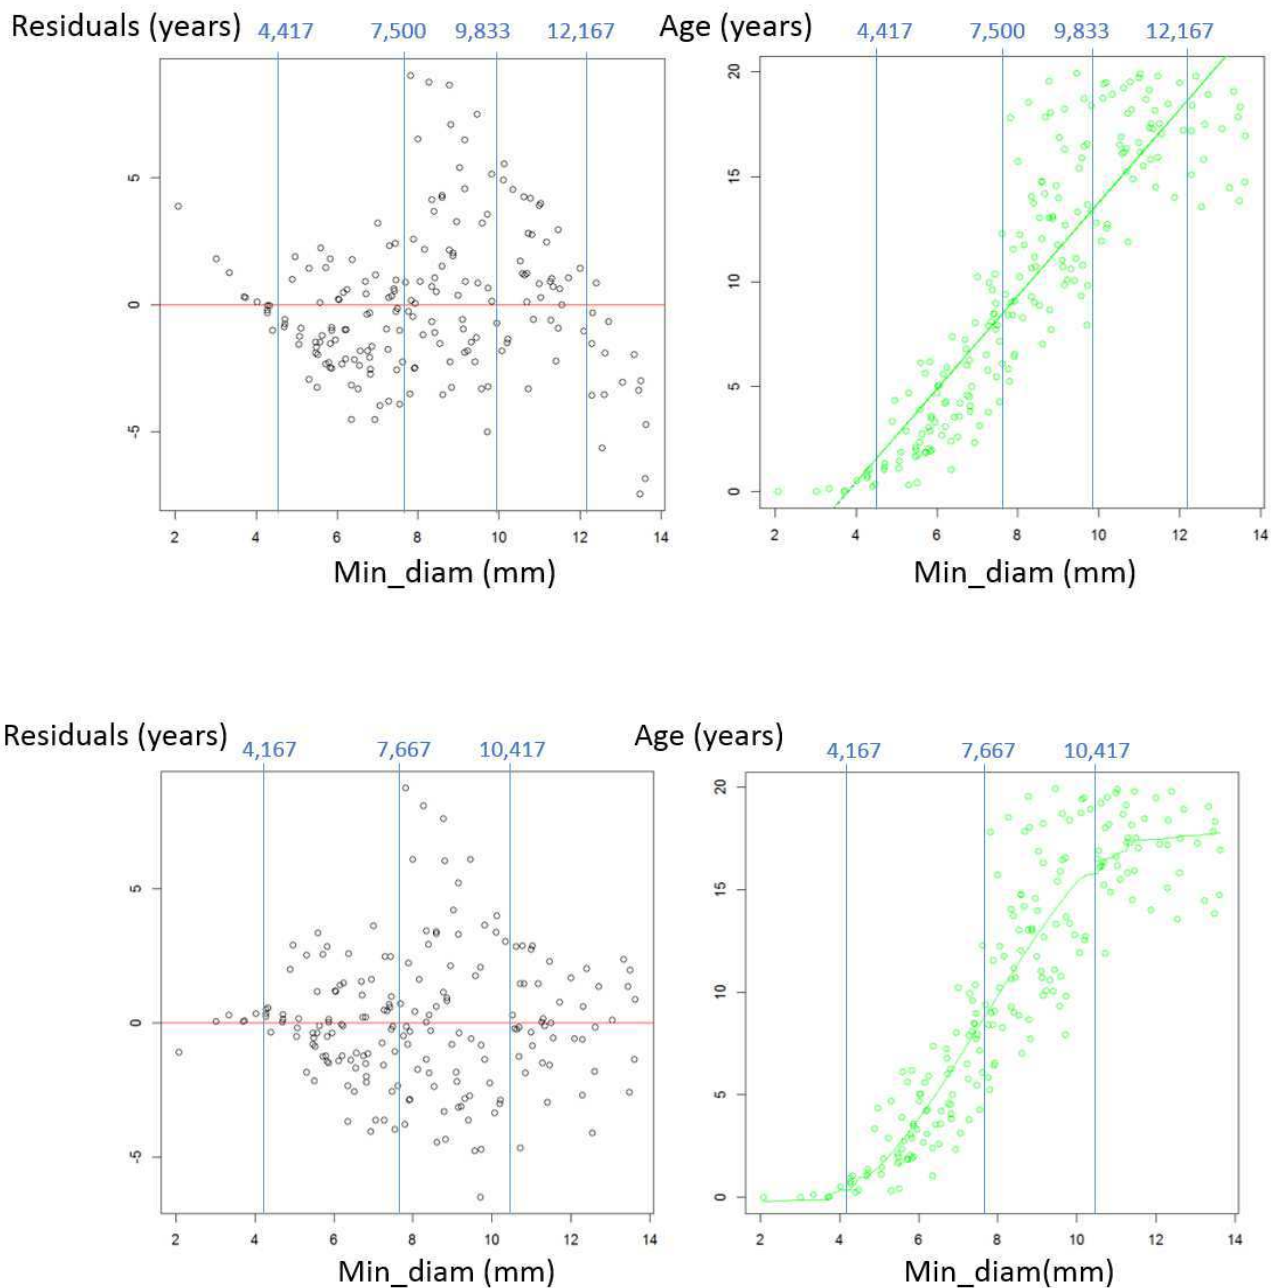 Residuals (years) 4,417 7,500 9,833 12,167
5
0
-5
2 4 6 8 10 12 14
Min_diam (mm)
Age (years) 4,417 7,500 9,833 12,167
20
15
10
5
0
2 4 6 8 10 12 14
Min_diam (mm)
Residuals (years) 4,167 7,667 10,417
5
0
-5
2 4 6 8 10 12 14
Min_diam (mm)
Age (years) 4,167 7,667 10,417
20
15
10
5
0
2 4 6 8 10 12 14
Min_diam(mm)